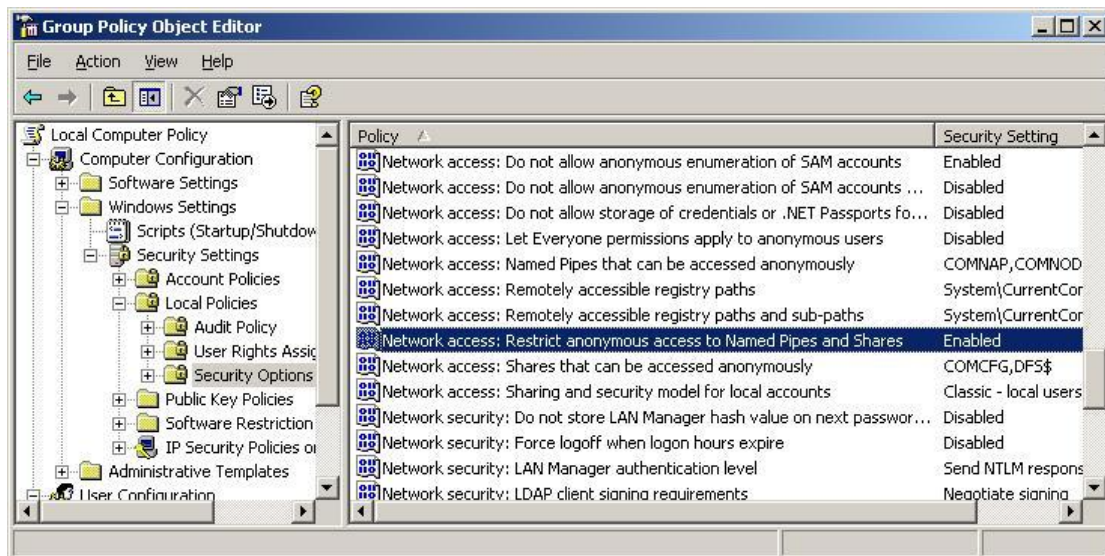 Group Policy Object Editor
File Action View Help
Local Computer Policy
Computer Configuration
Software Settings
Windows Settings
Scripts (Startup/Shutdow
Security Settings
Account Policies
Local Policies
Audit Policy
User Rights Assig
Security Options
Public Key Policies
Software Restriction
IP Security Policies o
Administrative Templates
User Configuration
Policy Security Setting
Network access: Do not allow anonymous enumeration of SAM accounts Enabled
Network access: Do not allow anonymous enumeration of SAM accounts ... Disabled
Network access: Do not allow storage of credentials or .NET Passports fo... Disabled
Network access: Let Everyone permissions apply to anonymous users Disabled
Network access: Named Pipes that can be accessed anonymously COMNAP,COMNOD
Network access: Remotely accessible registry paths System\CurrentCor
Network access: Remotely accessible registry paths and sub-paths System\CurrentCor
Network access: Restrict anonymous access to Named Pipes and Shares Enabled
Network access: Shares that can be accessed anonymously COMCFG,DFS$
Network access: Sharing and security model for local accounts Classic - local users
Network security: Do not store LAN Manager hash value on next passwor... Disabled
Network security: Force logoff when logon hours expire Disabled
Network security: LAN Manager authentication level Send NTLM respons
Network security: LDAP client signing requirements Negotiate signing